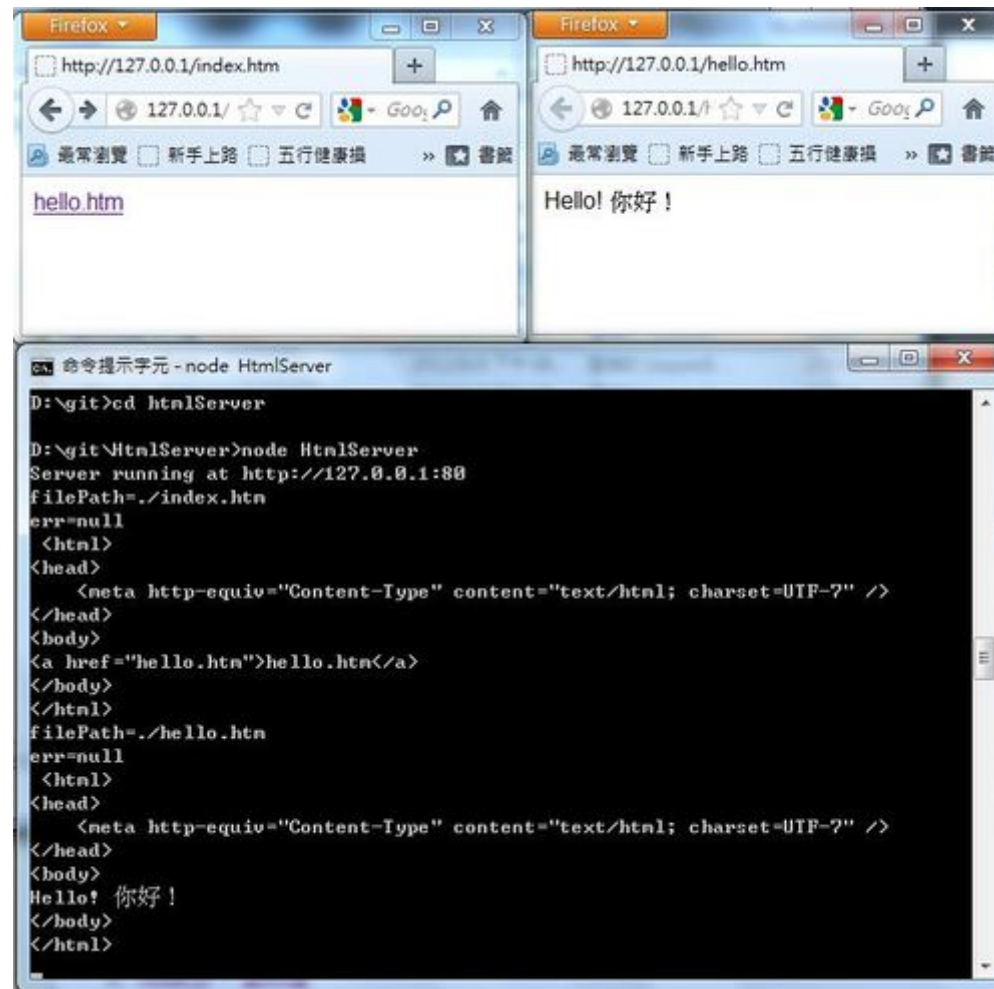 Firefox
http://127.0.0.1/index.htm
127.0.0.1/
Goo
最常瀏覽 新手上路 五行健康操 » 書籤
hello.htm
Firefox
http://127.0.0.1/hello.htm
127.0.0.1/h
Goo
最常瀏覽 新手上路 五行健康操 » 書籤
Hello! 你好！
命令提示字元 - node HtmlServer
D:\git>cd htmlServer
D:\git\HtmlServer>node HtmlServer
Server running at http://127.0.0.1:80
filePath=./index.htm
err=null
<html>
<head>
<meta http-equiv="Content-Type" content="text/html; charset=UTF-7" />
</head>
<body>
<a href="hello.htm">hello.htm</a>
</body>
</html>
filePath=./hello.htm
err=null
<html>
<head>
<meta http-equiv="Content-Type" content="text/html; charset=UTF-7" />
</head>
<body>
Hello! 你好！
</body>
</html>